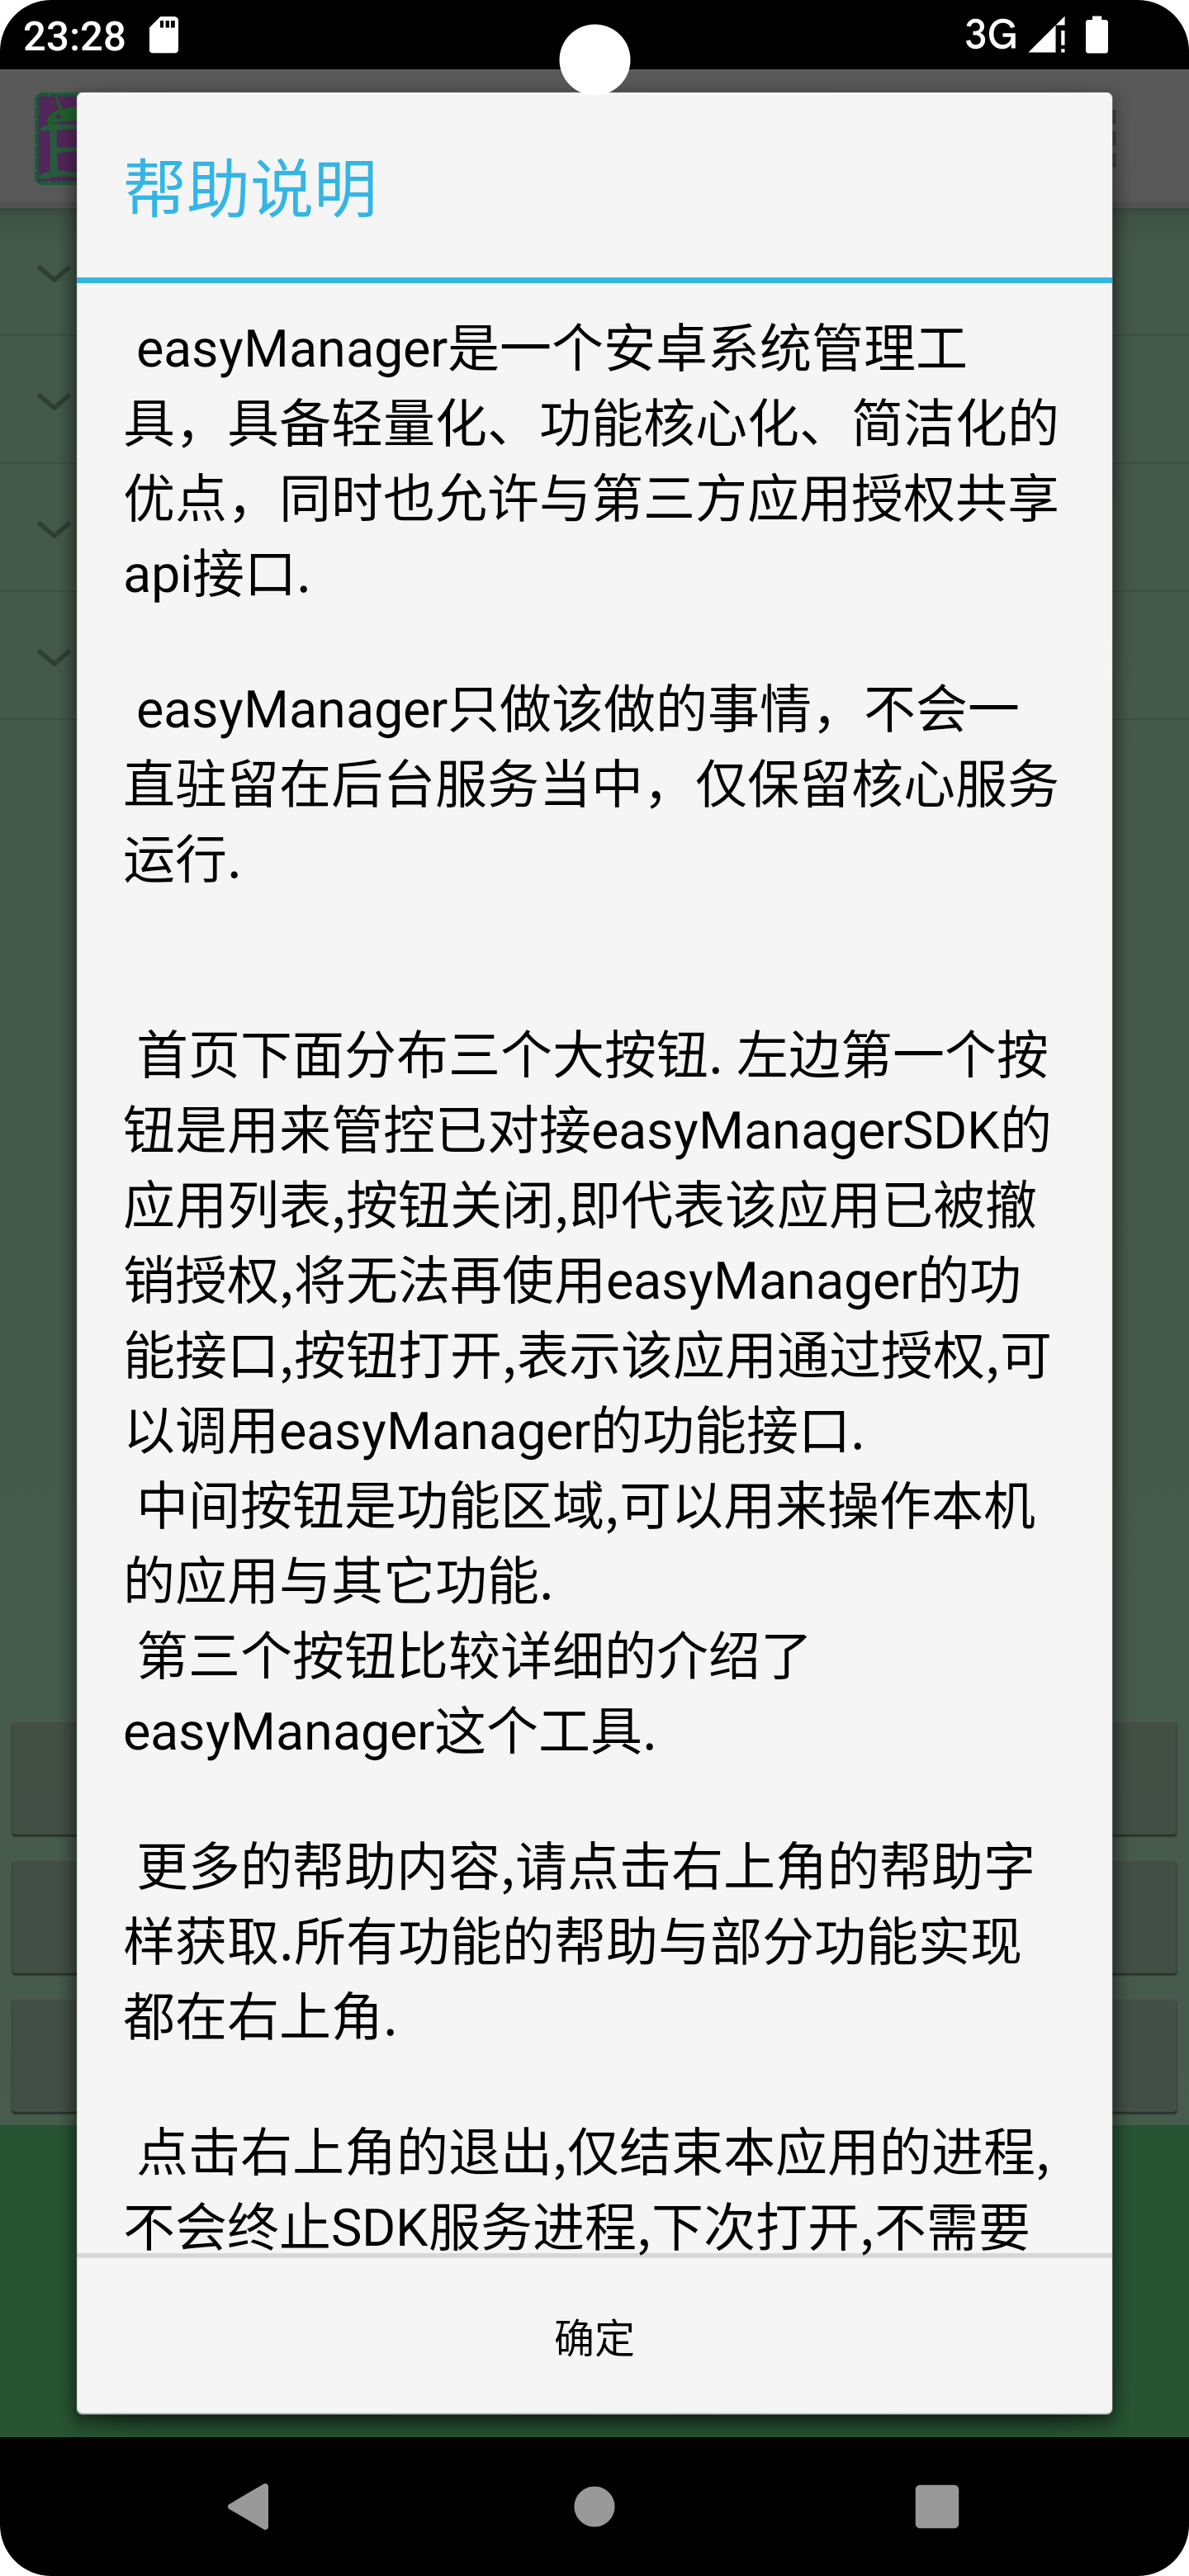 23:28
3G
帮助说明
easyManager是一个安卓系统管理工
具，具备轻量化、功能核心化、简洁化的
优点，同时也允许与第三方应用授权共享
api接口.
easyManager只做该做的事情，不会一
直驻留在后台服务当中，仅保留核心服务
运行.
首页下面分布三个大按钮. 左边第一个按
钮是用来管控已对接easyManagerSDK的
应用列表,按钮关闭,即代表该应用已被撤
销授权,将无法再使用easyManager的功
能接口,按钮打开,表示该应用通过授权,可
以调用easyManager的功能接口.
中间按钮是功能区域,可以用来操作本机
的应用与其它功能.
第三个按钮比较详细的介绍了
easyManager这个工具.
更多的帮助内容,请点击右上角的帮助字
样获取.所有功能的帮助与部分功能实现
都在右上角.
点击右上角的退出,仅结束本应用的进程,
不会终止SDK服务进程,下次打开,不需要
确定